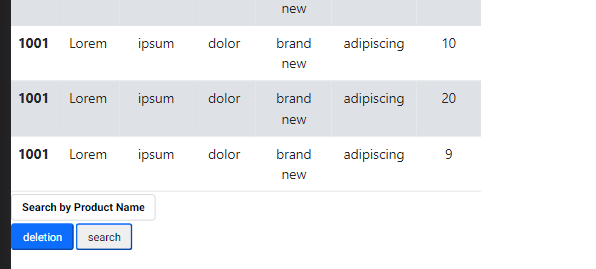 new
1001 Lorem ipsum dolor brand new adipiscing 10
1001 Lorem ipsum dolor brand new adipiscing 20
1001 Lorem ipsum dolor brand new adipiscing 9
Search by Product Name
deletion search